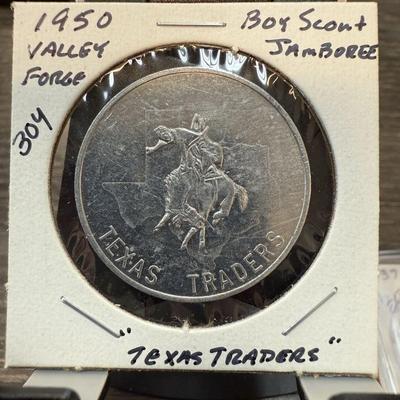 1950
VALLEY
FORGE
304
Boy Scout
JAMBOREE
TEXAS TRADERS
"TEXAS TRADERS"